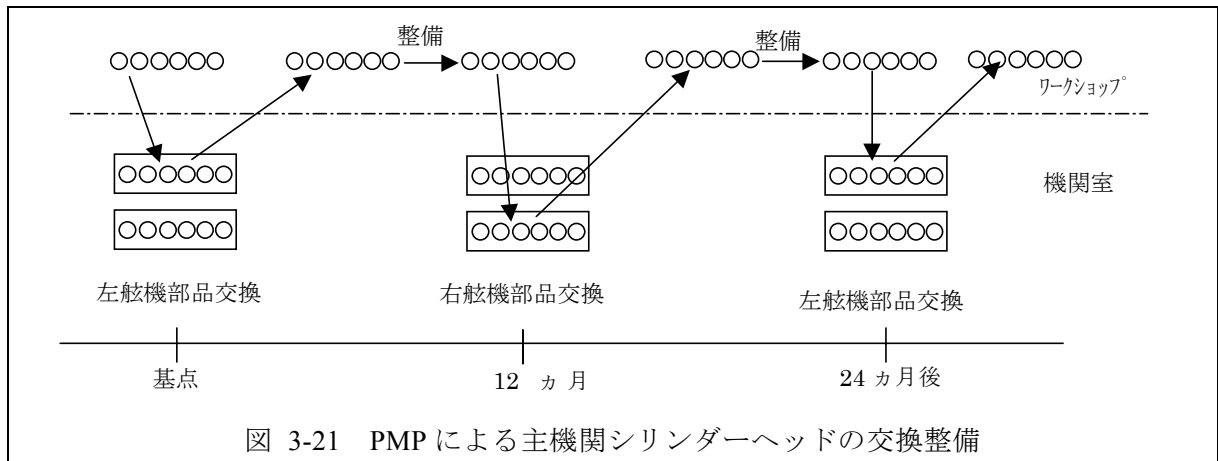 整備
整備
ワークショップ
機関室
左舷機部品交換
右舷機部品交換
左舷機部品交換
基点
12 ヵ 月
24 ヵ月後
図 3-21 PMP による主機関シリンダーヘッドの交換整備